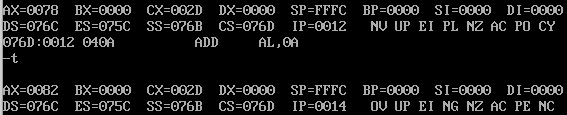 AX=0078  BX=0000  CX=002D  DX=0000  SP=FFFC  BP=0000  SI=0000  DI=0000
DS=076C  ES=075C  SS=076B  CS=076D  IP=0012   NV UP EI PL NZ AC PO CY
076D:0012 040A          ADD     AL,0A
-t
AX=0082  BX=0000  CX=002D  DX=0000  SP=FFFC  BP=0000  SI=0000  DI=0000
DS=076C  ES=075C  SS=076B  CS=076D  IP=0014   OV UP EI NG NZ AC PE NC